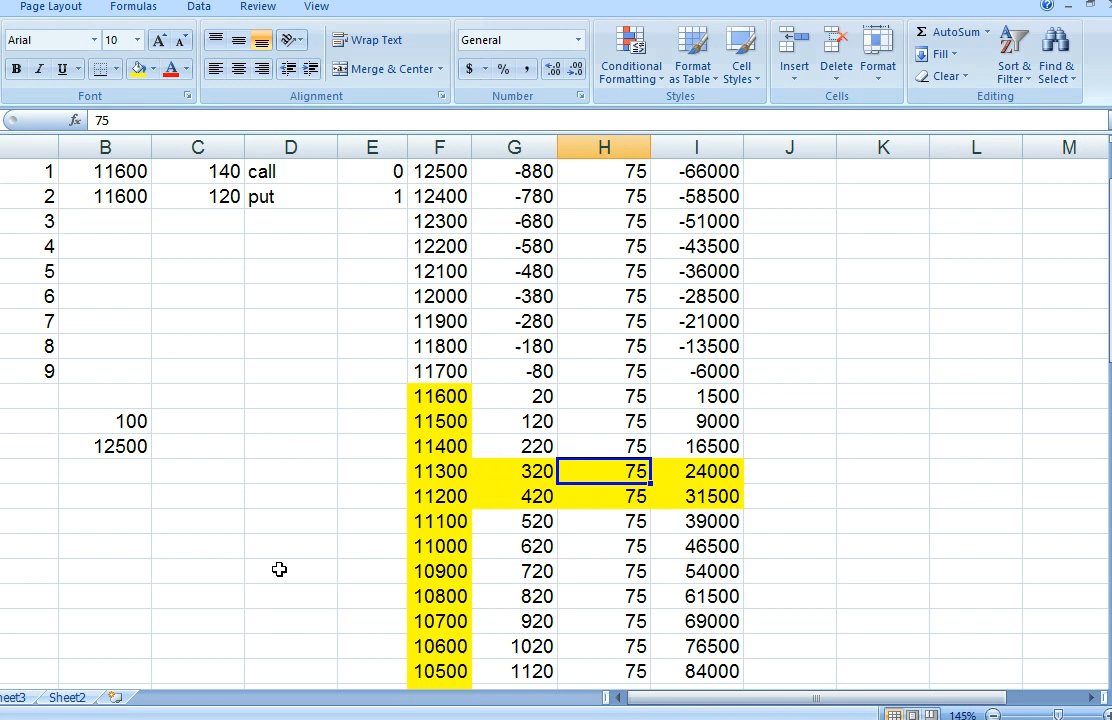 Page Layout Formulas Data Review View
Arial 10 A A Wrap Text General Conditional Formatting Format as Table Cell Styles Insert Delete Format Σ AutoSum Fill Clear Sort & Filter Find & Select
B I U A Merge & Center $ % , .0 .00 .00 .0
Font Alignment Number Styles Cells Editing
fx 75
B C D E F G H I J K L M
1 11600 140 call 0 12500 -880 75 -66000
2 11600 120 put 1 12400 -780 75 -58500
3 12300 -680 75 -51000
4 12200 -580 75 -43500
5 12100 -480 75 -36000
6 12000 -380 75 -28500
7 11900 -280 75 -21000
8 11800 -180 75 -13500
9 11700 -80 75 -6000
11600 20 75 1500
100 11500 120 75 9000
12500 11400 220 75 16500
11300 320 75 24000
11200 420 75 31500
11100 520 75 39000
11000 620 75 46500
10900 720 75 54000
10800 820 75 61500
10700 920 75 69000
10600 1020 75 76500
10500 1120 75 84000
eet3 Sheet2
145%